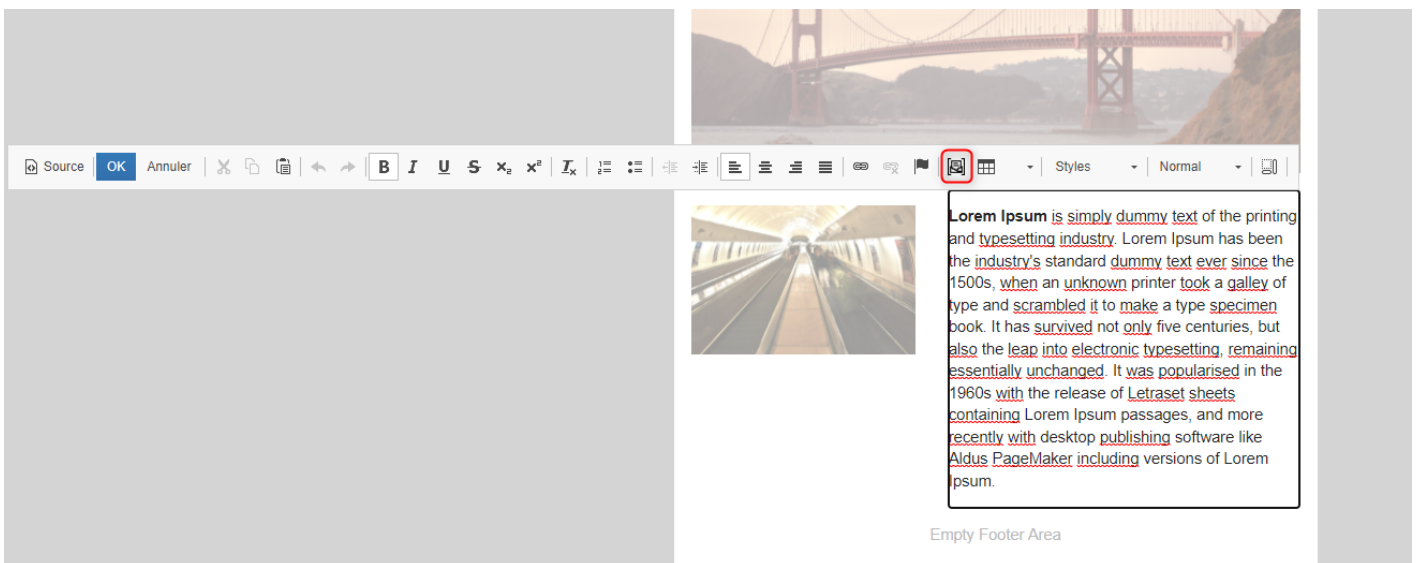 Source OK Annuler B I U S x₂ x² Iₓ Styles Normal
Lorem Ipsum is simply dummy text of the printing
and typesetting industry. Lorem Ipsum has been
the industry's standard dummy text ever since the
1500s, when an unknown printer took a galley of
type and scrambled it to make a type specimen
book. It has survived not only five centuries, but
also the leap into electronic typesetting, remaining
essentially unchanged. It was popularised in the
1960s with the release of Letraset sheets
containing Lorem Ipsum passages, and more
recently with desktop publishing software like
Aldus PageMaker including versions of Lorem
Ipsum.
Empty Footer Area